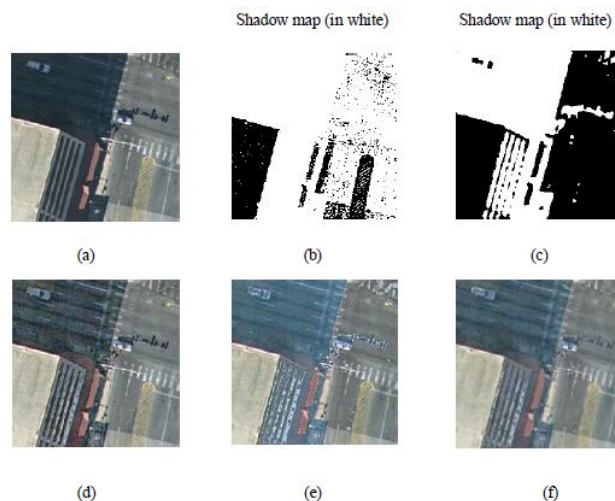 Shadow map (in white)
Shadow map (in white)
(a)
(b)
(c)
(d)
(e)
(f)